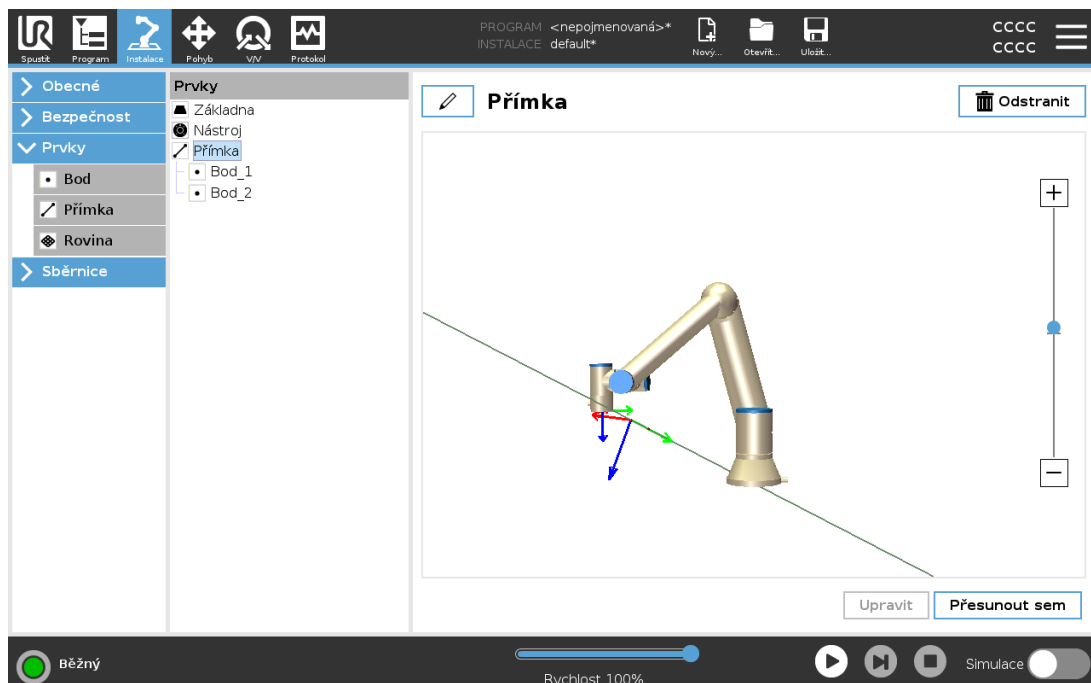 PROGRAM <nepojmenovaná>*
INSTALACE default*
CCCC
CCCC
UR
Spustit Program Instalace Pohyb V/V Protokol Nový... Otevřít... Uložit...
Obecné
Bezpečnost
Prvky
Bod
Přímka
Rovina
Sběrnice
Prvky
Základna
Nástroj
Přímka
Bod_1
Bod_2
Přímka
Odstranit
Upravit
Přesunout sem
Běžný
Rychlost 100%
Simulace